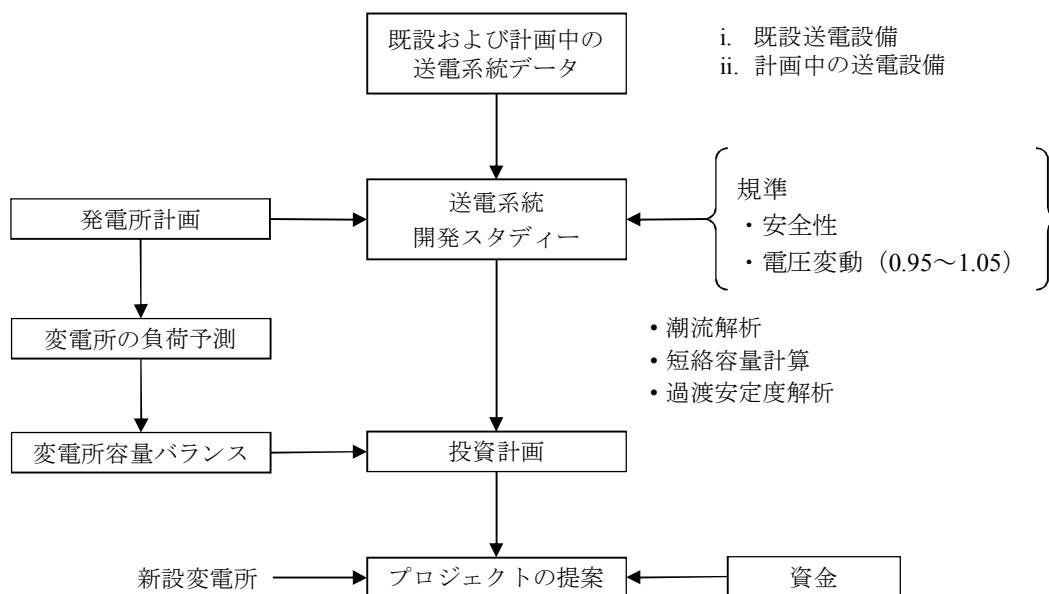 既設および計画中の
送電系統データ
i. 既設送電設備
ii. 計画中の送電設備
発電所計画
送電系統
開発スタディー
規準
・安全性
・電圧変動（0.95～1.05）
変電所の負荷予測
•潮流解析
•短絡容量計算
•過渡安定度解析
変電所容量バランス
投資計画
新設変電所
プロジェクトの提案
資金